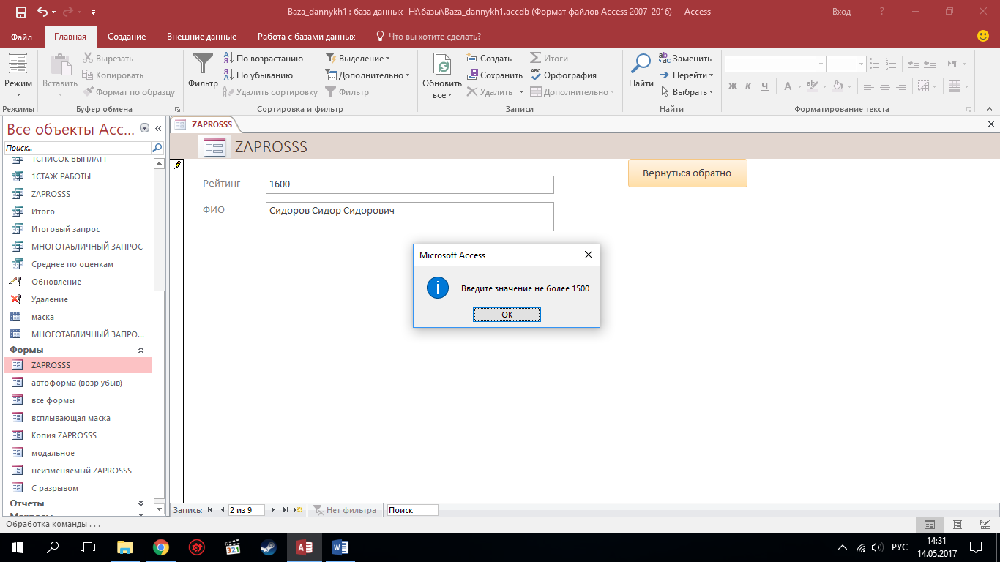 Baza_dannykh1 : база данных- H:\базы\Baza_dannykh1.accdb (Формат файлов Access 2007–2016) - Access
Вход
?
Файл
Главная
Создание
Внешние данные
Работа с базами данных
Что вы хотите сделать?
Режим
Режимы
Вставить
Вырезать
Копировать
Формат по образцу
Буфер обмена
Фильтр
По возрастанию
По убыванию
Удалить сортировку
Выделение
Дополнительно
Фильтр
Сортировка и фильтр
Обновить
все
Создать
Сохранить
Удалить
Итоги
Орфография
Дополнительно
Записи
Найти
Заменить
Перейти
Выбрать
Найти
Ж К Ч А
Форматирование текста
Все объекты Acc...
Поиск...
1СПИСОК ВЫПЛАТ1
1СТАЖ РАБОТЫ
ZAPROSSS
Итого
Итоговый запрос
МНОГОТАБЛИЧНЫЙ ЗАПРОС
Среднее по оценкам
Обновление
Удаление
маска
МНОГОТАБЛИЧНЫЙ ЗАПРО...
Формы
ZAPROSSS
автоформа (возр убыв)
все формы
всплывающая маска
Копия ZAPROSSS
модальное
неизменяемый ZAPROSSS
С разрывом
Отчеты
ZAPROSSS
ZAPROSSS
Вернуться обратно
Рейтинг
1600
ФИО
Сидоров Сидор Сидорович
Microsoft Access
Введите значение не более 1500
ОК
Запись:
2 из 9
Нет фильтра
Поиск
Обработка команды . . .
321
РУС
14:31
14.05.2017